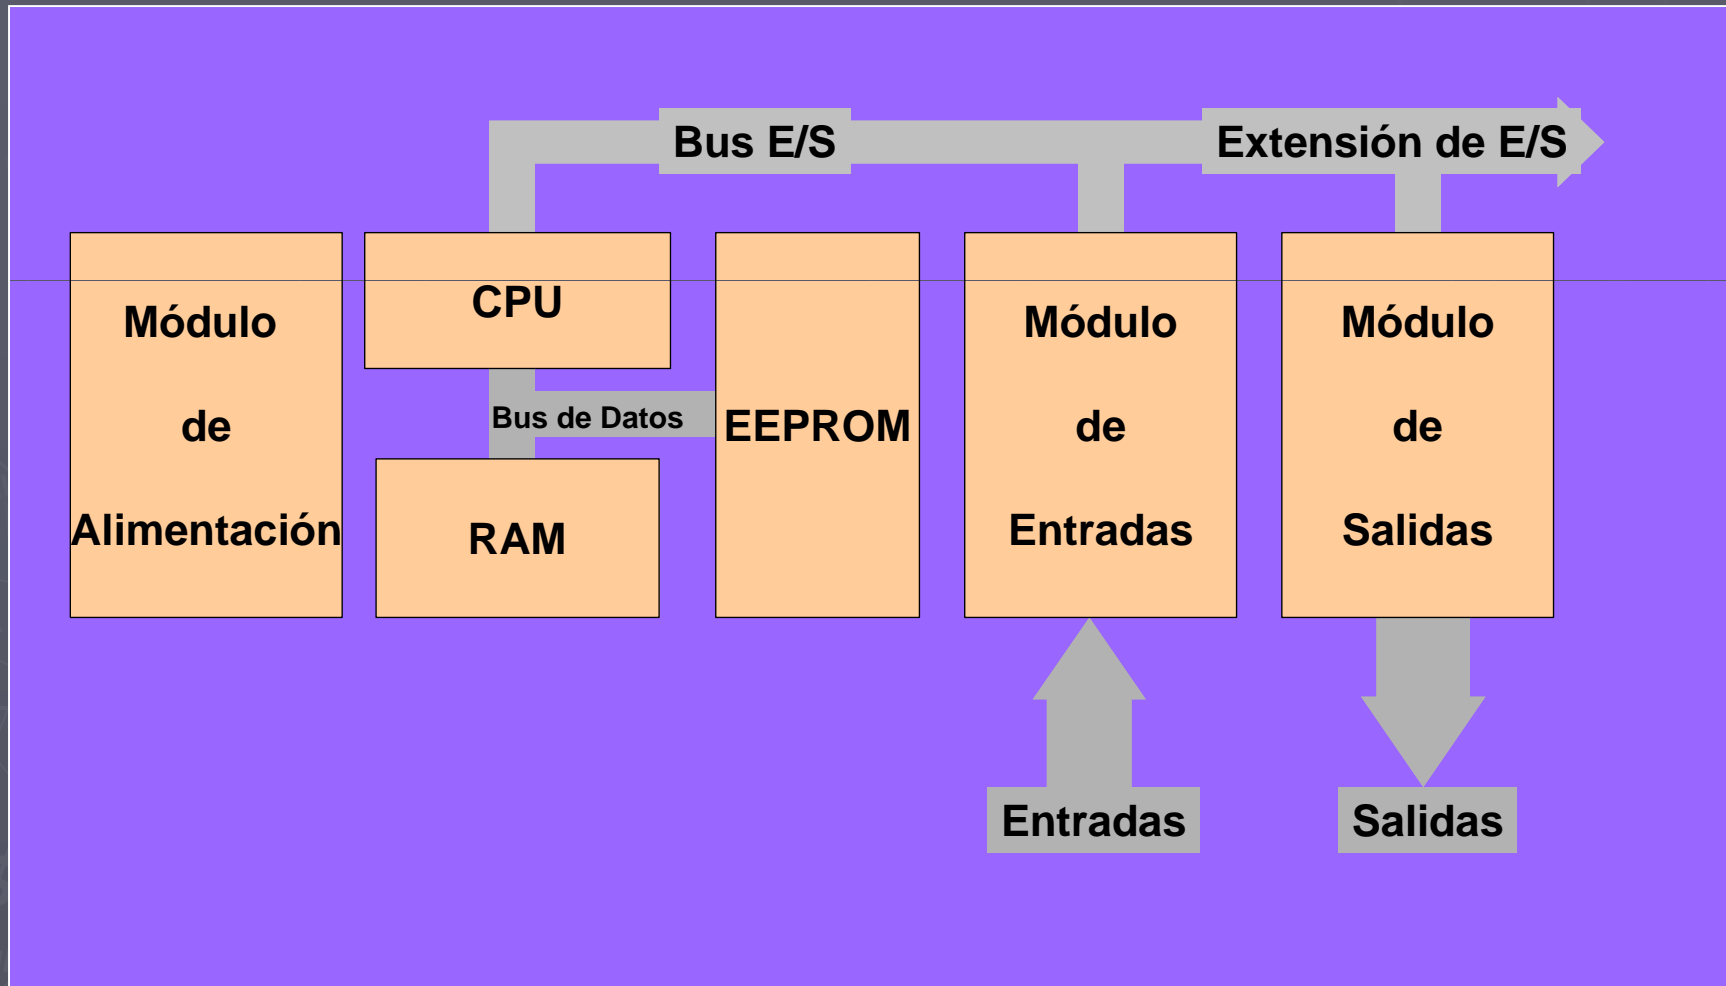 Bus E/S
Extensión de E/S
Módulo
de
Alimentación
CPU
Bus de Datos
RAM
EEPROM
Módulo
de
Entradas
Módulo
de
Salidas
Entradas
Salidas